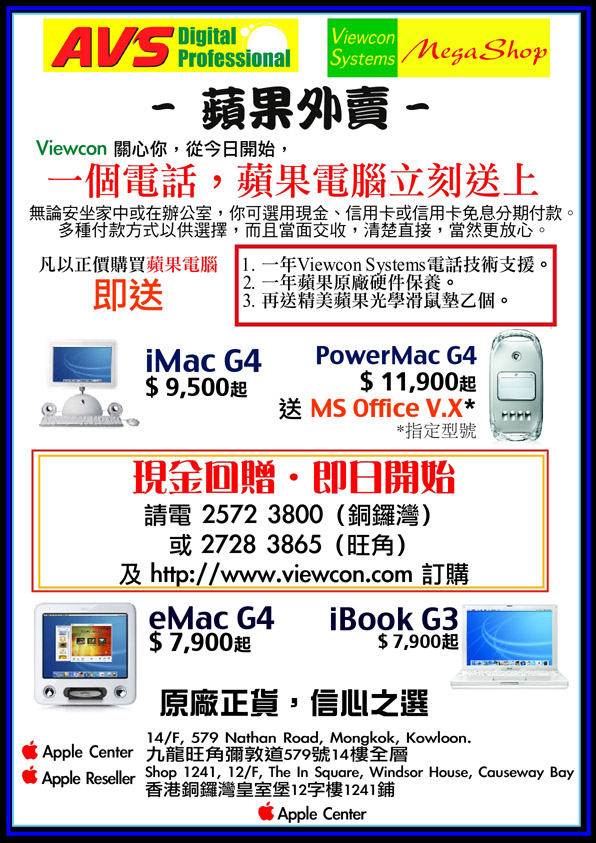 AVS Digital Professional
Viewcon Systems MegaShop
- 蘋果外賣 -
Viewcon 關心你，從今日開始，
一個電話，蘋果電腦立刻送上
無論安坐家中或在辦公室，你可選用現金、信用卡或信用卡免息分期付款。
多種付款方式以供選擇，而且當面交收，清楚直接，當然更放心。
凡以正價購買蘋果電腦
即送
1. 一年Viewcon Systems電話技術支援。
2. 一年蘋果原廠硬件保養。
3. 再送精美蘋果光學滑鼠墊乙個。
iMac G4
$ 9,500起
PowerMac G4
$ 11,900起
送 MS Office V.X*
*指定型號
現金回贈・即日開始
請電 2572 3800 (銅鑼灣)
或 2728 3865 (旺角)
及 http://www.viewcon.com 訂購
eMac G4
$ 7,900起
iBook G3
$ 7,900起
原廠正貨，信心之選
14/F, 579 Nathan Road, Mongkok, Kowloon.
Apple Center 九龍旺角彌敦道579號14樓全層
Apple Reseller Shop 1241, 12/F, The In Square, Windsor House, Causeway Bay
香港銅鑼灣皇室堡12字樓1241鋪
Apple Center